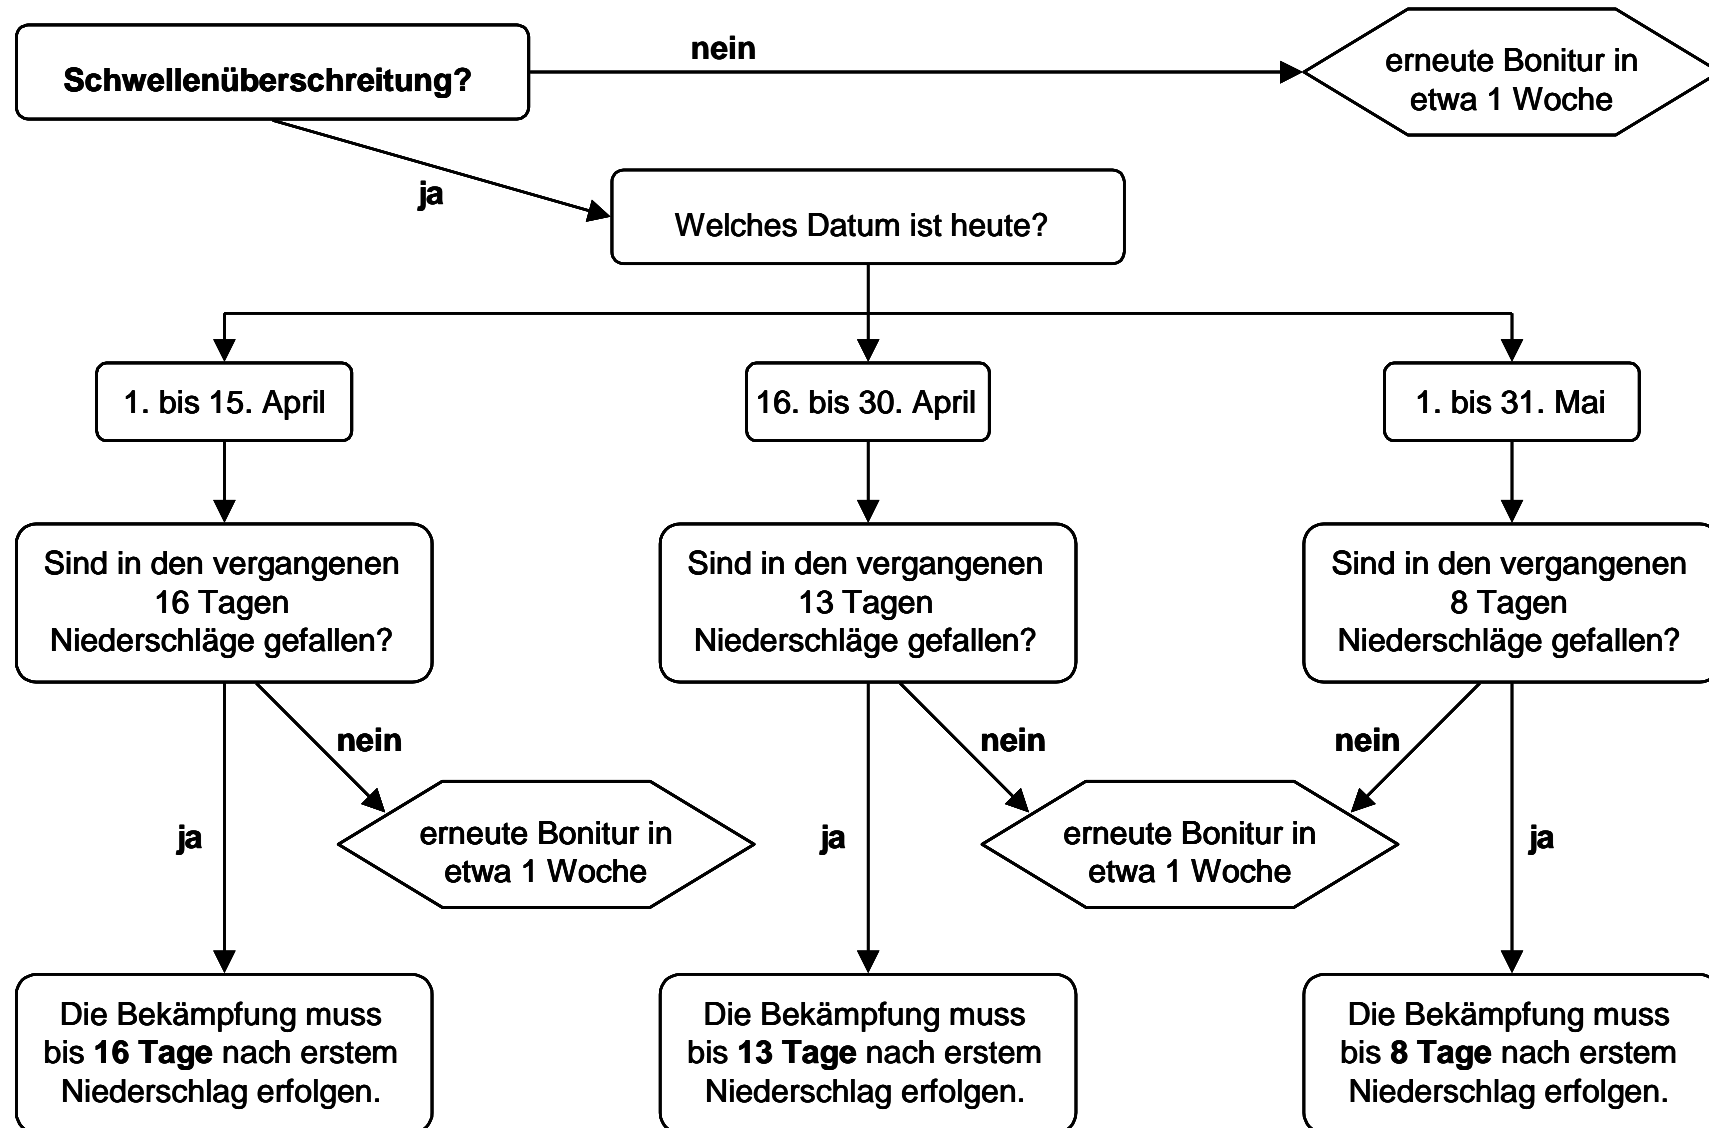 Schwellenüberschreitung?
nein
erneute Bonitur in
etwa 1 Woche
ja
Welches Datum ist heute?
1. bis 15. April
16. bis 30. April
1. bis 31. Mai
Sind in den vergangenen
16 Tagen
Niederschläge gefallen?
Sind in den vergangenen
13 Tagen
Niederschläge gefallen?
Sind in den vergangenen
8 Tagen
Niederschläge gefallen?
nein
nein
nein
ja
erneute Bonitur in
etwa 1 Woche
ja
erneute Bonitur in
etwa 1 Woche
ja
Die Bekämpfung muss
bis 16 Tage nach erstem
Niederschlag erfolgen.
Die Bekämpfung muss
bis 13 Tage nach erstem
Niederschlag erfolgen.
Die Bekämpfung muss
bis 8 Tage nach erstem
Niederschlag erfolgen.